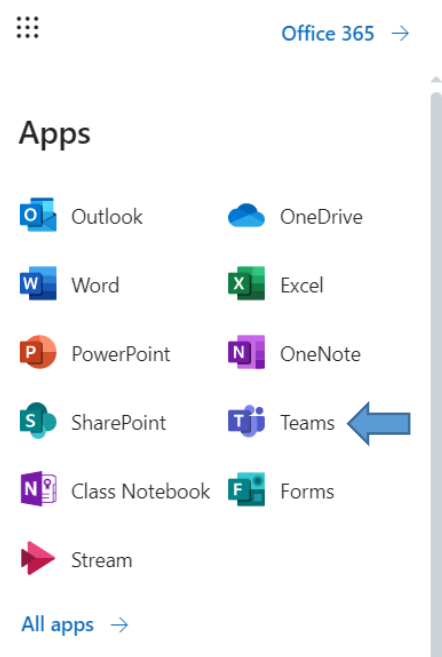 Office 365 →
Apps
Outlook
OneDrive
Word
Excel
PowerPoint
OneNote
SharePoint
Teams
Class Notebook
Forms
Stream
All apps →